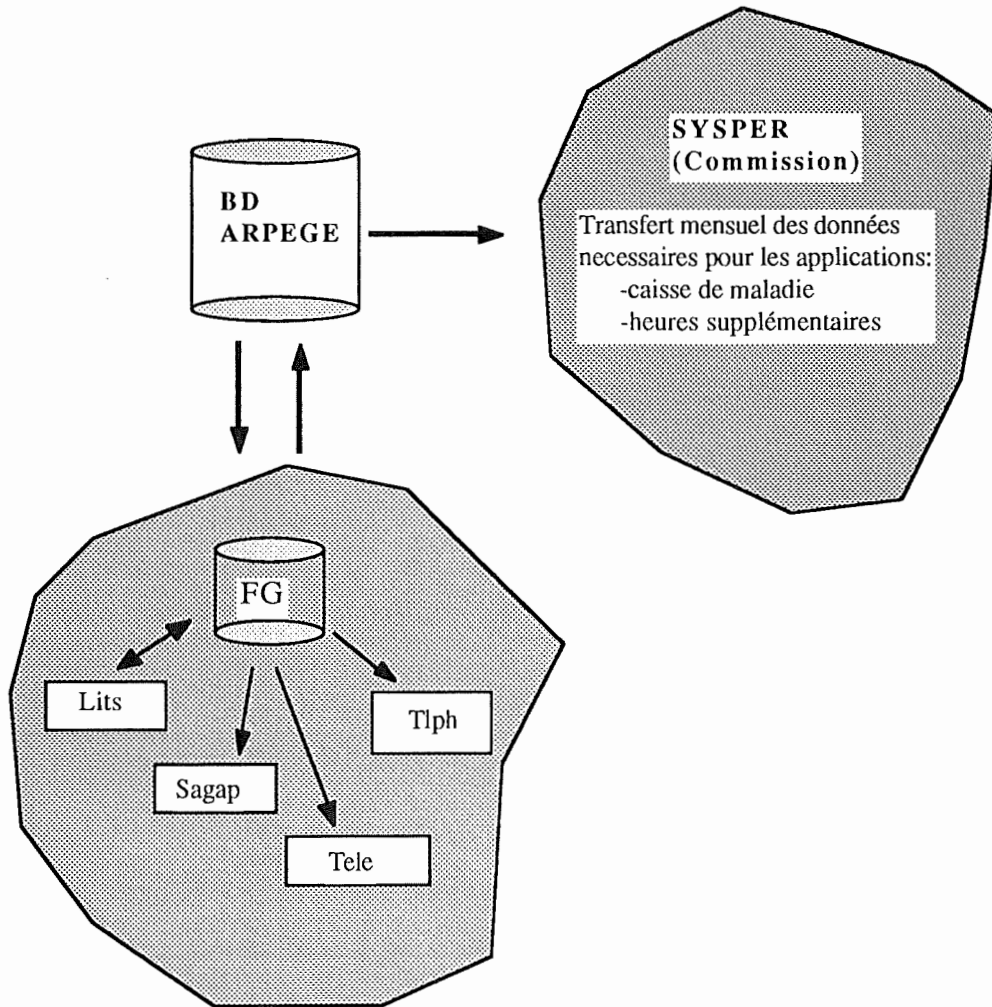 SYSPER
(Commission)
Transfert mensuel des données
necessaires pour les applications:
-caisse de maladie
-heures supplémentaires
BD
ARPEGE
FG
Lits
Tlph
Sagap
Tele